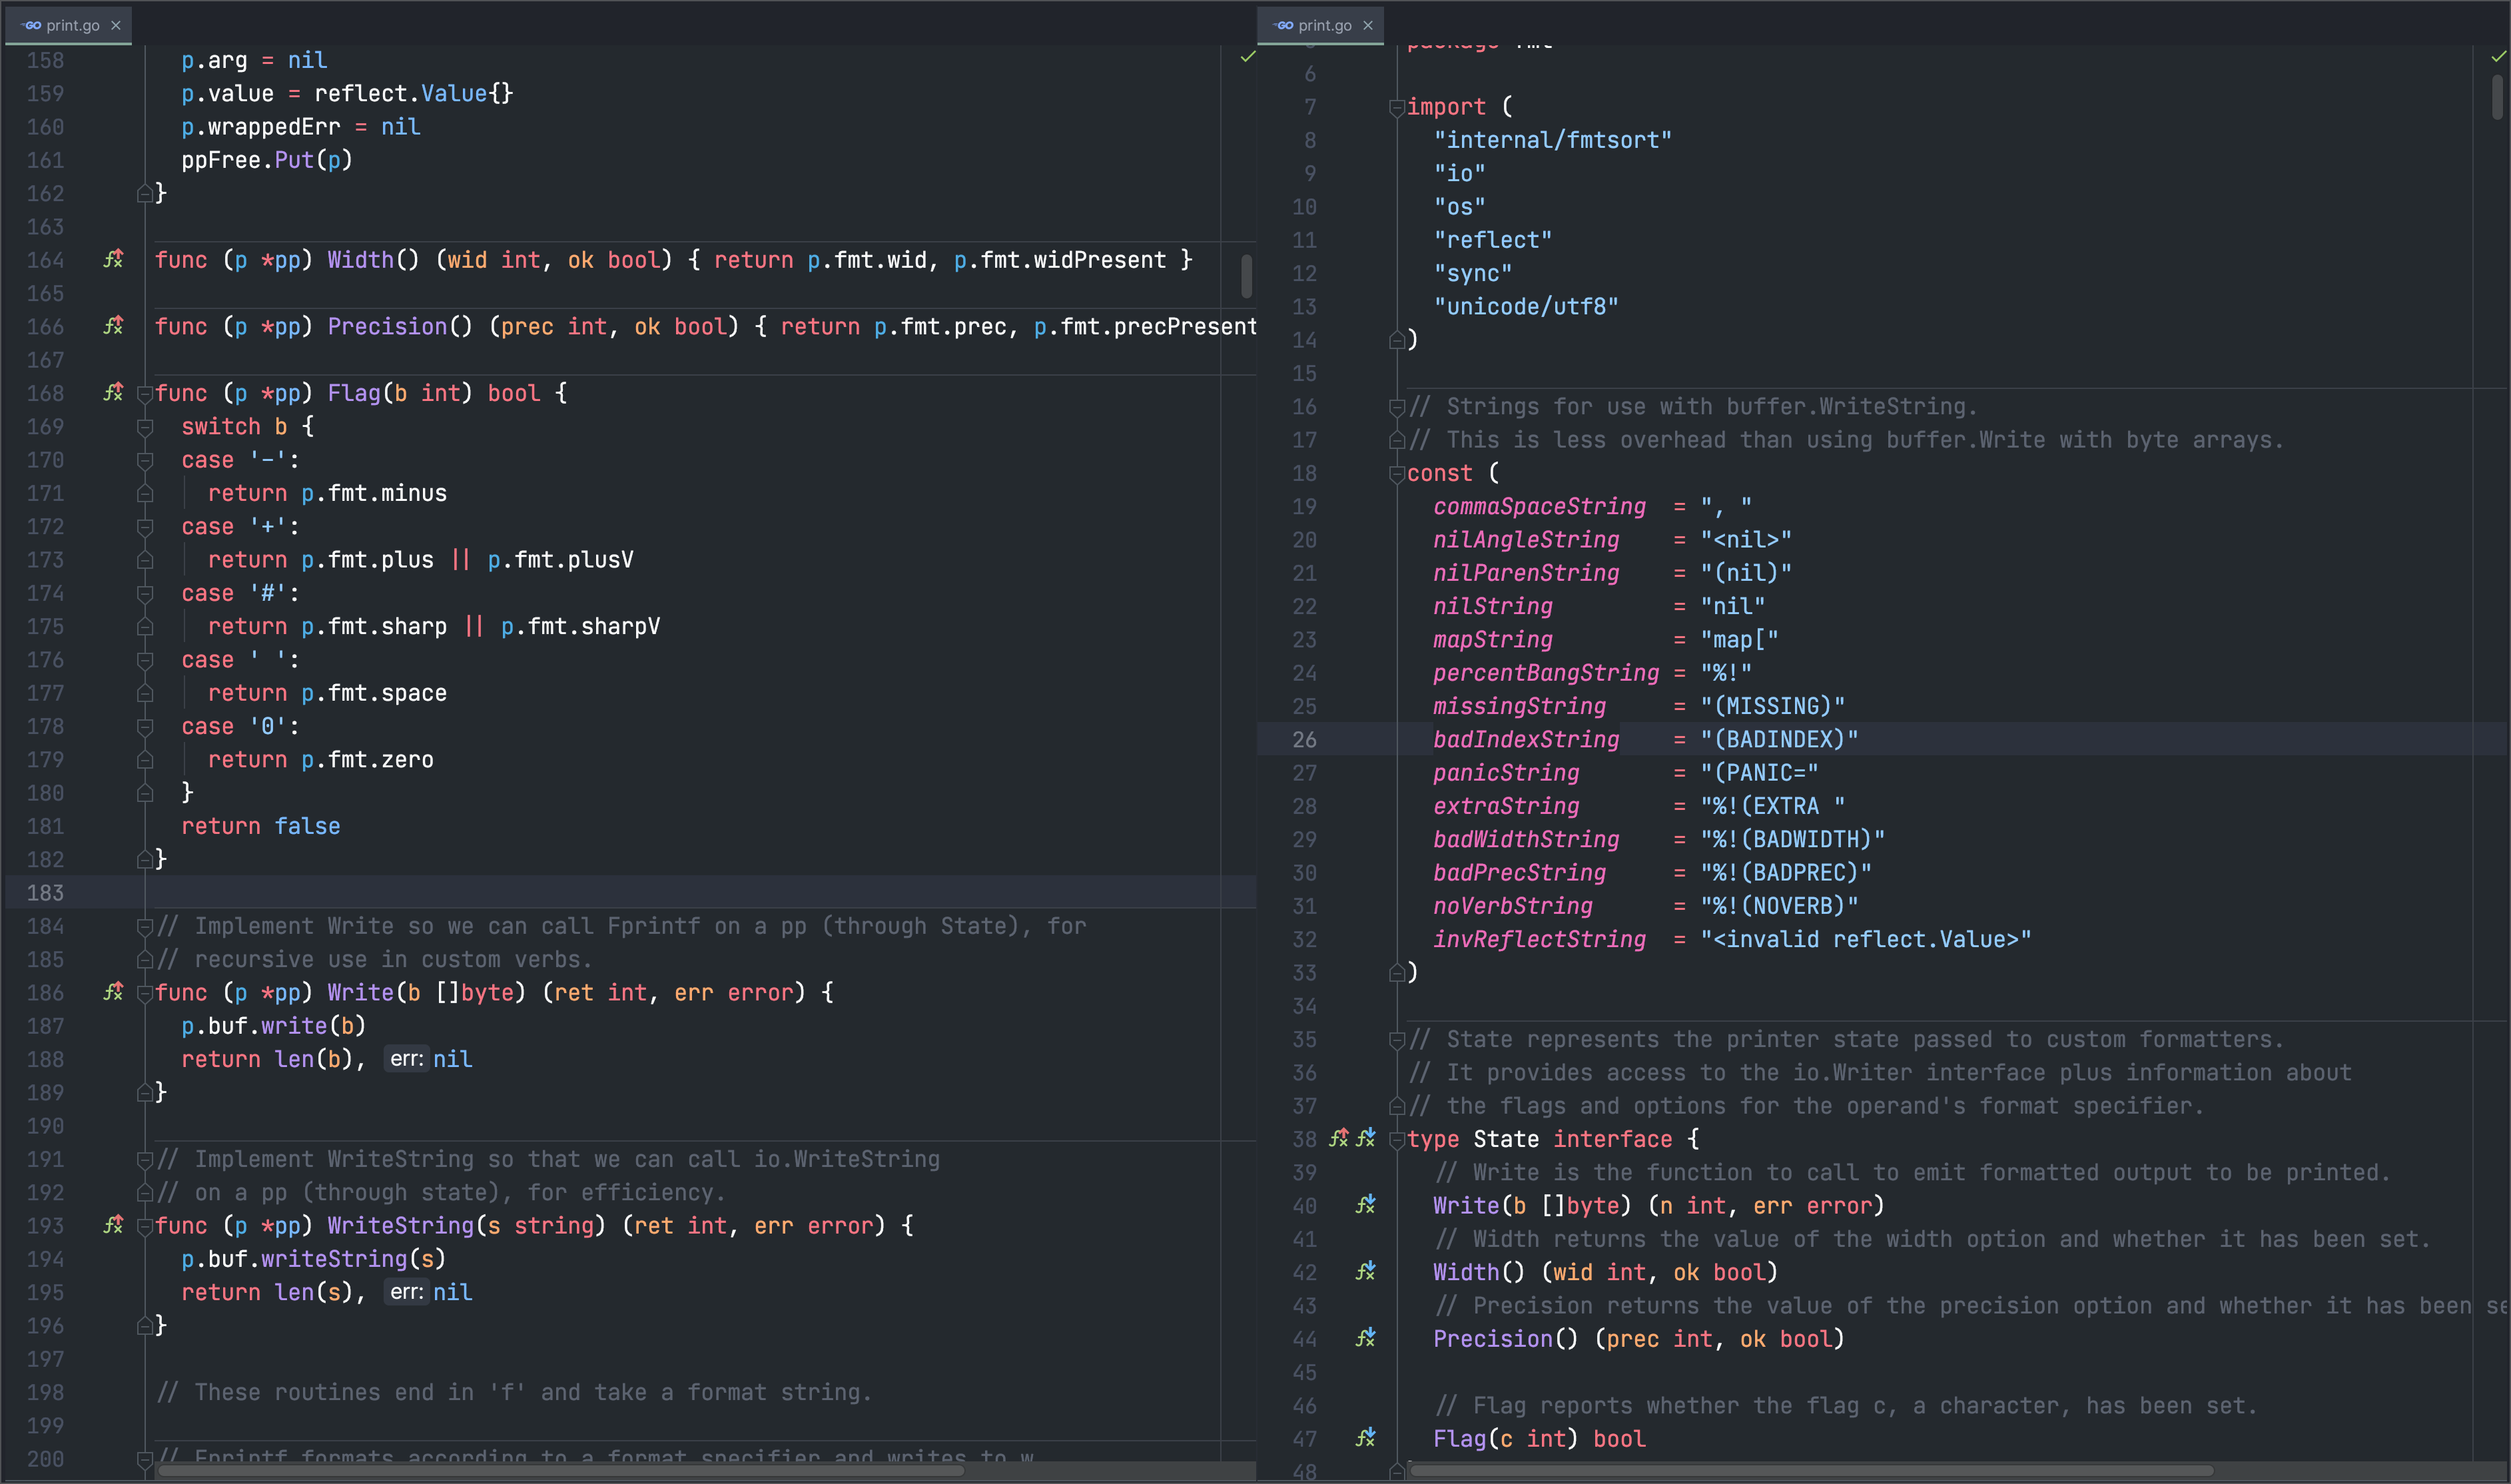 print.go
158 p.arg = nil
159 p.value = reflect.Value{}
160 p.wrappedErr = nil
161 ppFree.Put(p)
162 }
163
164 func (p *pp) Width() (wid int, ok bool) { return p.fmt.wid, p.fmt.widPresent }
165
166 func (p *pp) Precision() (prec int, ok bool) { return p.fmt.prec, p.fmt.precPresent
167
168 func (p *pp) Flag(b int) bool {
169 switch b {
170 case '-':
171 return p.fmt.minus
172 case '+':
173 return p.fmt.plus || p.fmt.plusV
174 case '#':
175 return p.fmt.sharp || p.fmt.sharpV
176 case ' ':
177 return p.fmt.space
178 case '0':
179 return p.fmt.zero
180 }
181 return false
182 }
183
184 // Implement Write so we can call Fprintf on a pp (through State), for
185 // recursive use in custom verbs.
186 func (p *pp) Write(b []byte) (ret int, err error) {
187 p.buf.write(b)
188 return len(b), err: nil
189 }
190
191 // Implement WriteString so that we can call io.WriteString
192 // on a pp (through state), for efficiency.
193 func (p *pp) WriteString(s string) (ret int, err error) {
194 p.buf.writeString(s)
195 return len(s), err: nil
196 }
197
198 // These routines end in 'f' and take a format string.
199
200 // Fprintf formats according to a format specifier and writes to w.
print.go
package fmt
6
7 import (
8 "internal/fmtsort"
9 "io"
10 "os"
11 "reflect"
12 "sync"
13 "unicode/utf8"
14 )
15
16 // Strings for use with buffer.WriteString.
17 // This is less overhead than using buffer.Write with byte arrays.
18 const (
19 commaSpaceString = ", "
20 nilAngleString = "<nil>"
21 nilParenString = "(nil)"
22 nilString = "nil"
23 mapString = "map["
24 percentBangString = "%!"
25 missingString = "(MISSING)"
26 badIndexString = "(BADINDEX)"
27 panicString = "(PANIC="
28 extraString = "%!(EXTRA "
29 badWidthString = "%!(BADWIDTH)"
30 badPrecString = "%!(BADPREC)"
31 noVerbString = "%!(NOVERB)"
32 invReflectString = "<invalid reflect.Value>"
33 )
34
35 // State represents the printer state passed to custom formatters.
36 // It provides access to the io.Writer interface plus information about
37 // the flags and options for the operand's format specifier.
38 type State interface {
39 // Write is the function to call to emit formatted output to be printed.
40 Write(b []byte) (n int, err error)
41 // Width returns the value of the width option and whether it has been set.
42 Width() (wid int, ok bool)
43 // Precision returns the value of the precision option and whether it has been se
44 Precision() (prec int, ok bool)
45
46 // Flag reports whether the flag c, a character, has been set.
47 Flag(c int) bool
48